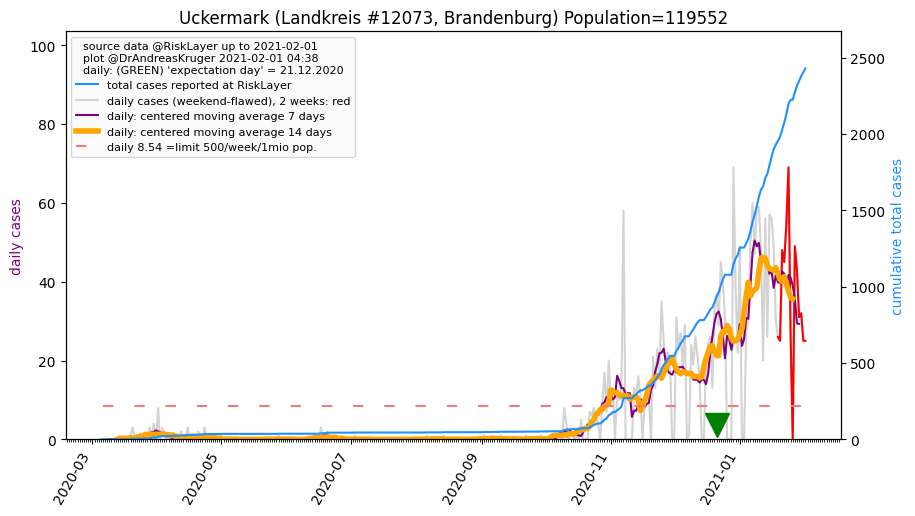 Uckermark (Landkreis #12073, Brandenburg) Population=119552
source data @RiskLayer up to 2021-02-01
plot @DrAndreasKruger 2021-02-01 04:38
daily: (GREEN) 'expectation day' = 21.12.2020
total cases reported at RiskLayer
daily cases (weekend-flawed), 2 weeks: red
daily: centered moving average 7 days
daily: centered moving average 14 days
daily 8.54 =limit 500/week/1mio pop.
daily cases
100
80
60
40
20
0
cumulative total cases
2500
2000
1500
1000
500
0
2020-03
2020-05
2020-07
2020-09
2020-11
2021-01